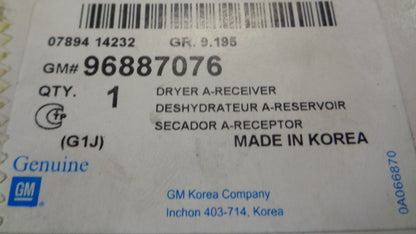 07894 14232 GR. 9.195
GM# 96887076
QTY. 1 DRYER A-RECEIVER
DESHYDRATEUR A-RESERVOIR
SECADOR A-RECEPTOR
(G1J) MADE IN KOREA
Genuine
GM
GM Korea Company
Inchon 403-714, Korea
0A066870